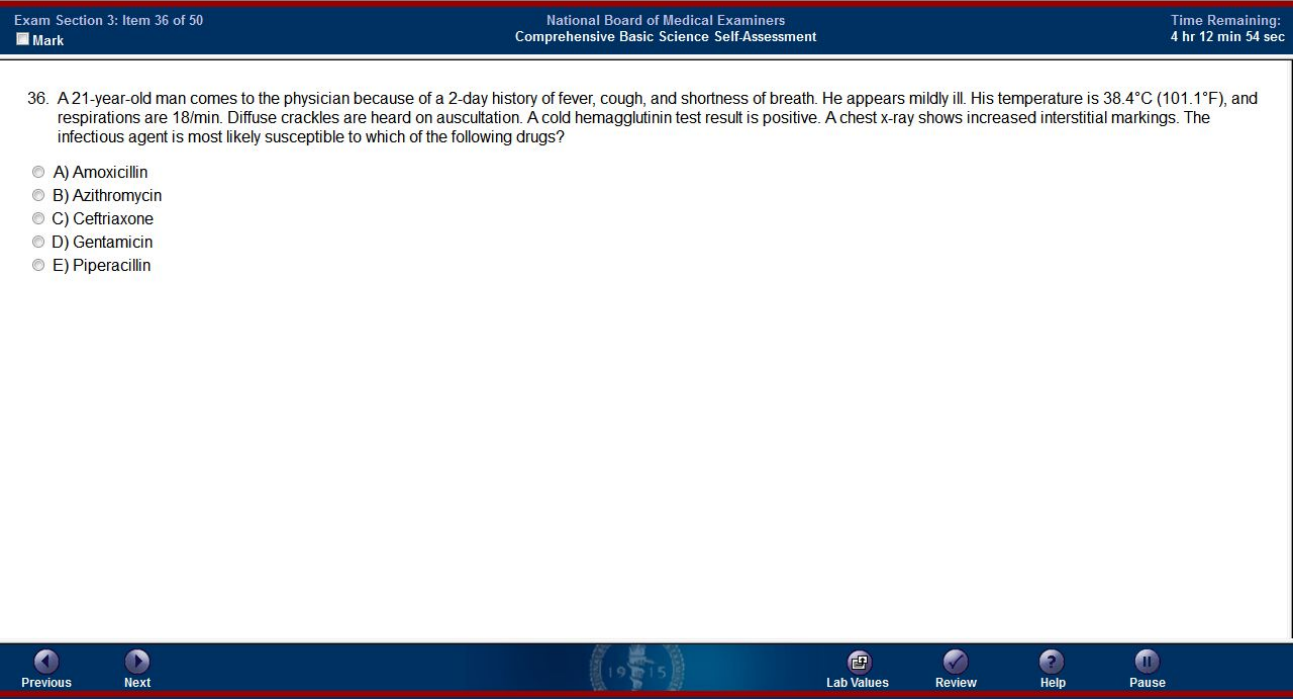 Exam Section 3: Item 36 of 50
National Board of Medical Examiners
Time Remaining:
Mark
Comprehensive Basic Science Self-Assessment
4 hr 12 min 54 sec
36. A 21-year-old man comes to the physician because of a 2-day history of fever, cough, and shortness of breath. He appears mildly ill. His temperature is 38.4°C (101.1°F), and
respirations are 18/min. Diffuse crackles are heard on auscultation. A cold hemagglutinin test result is positive. A chest x-ray shows increased interstitial markings. The
infectious agent is most likely susceptible to which of the following drugs?
A) Amoxicillin
B) Azithromycin
C) Ceftriaxone
D) Gentamicin
E) Piperacillin
1915
Previous
Next
Lab Values
Review
Help
Pause